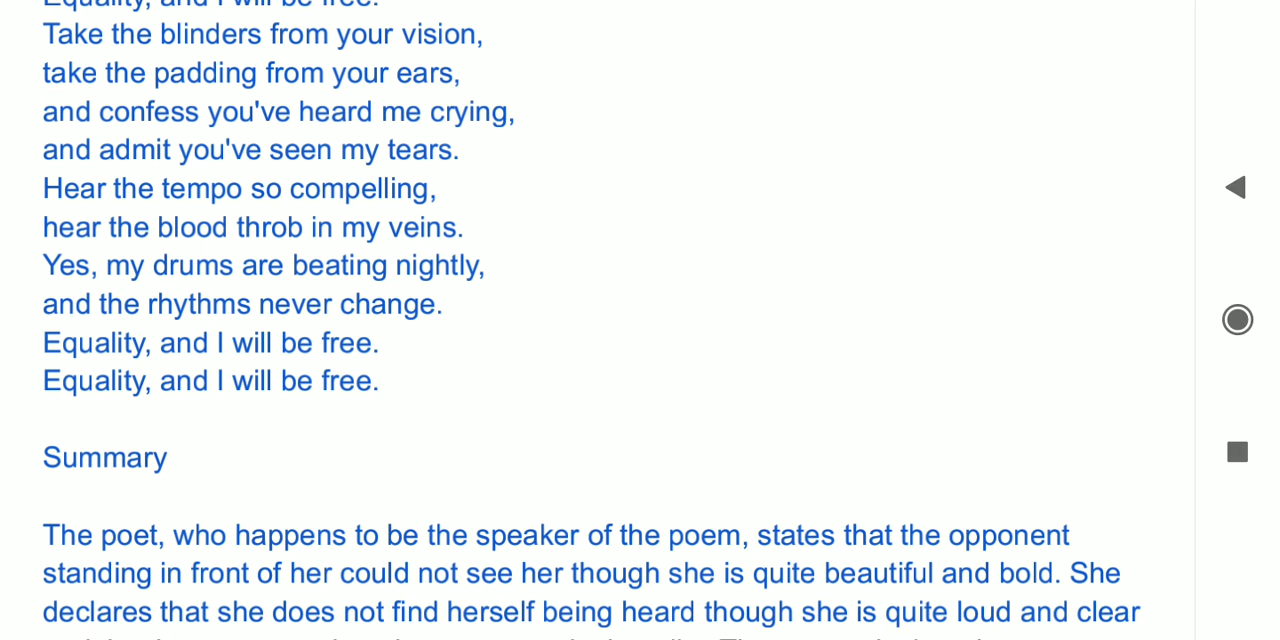 Equality, and I will be free.
Take the blinders from your vision,
take the padding from your ears,
and confess you've heard me crying,
and admit you've seen my tears.
Hear the tempo so compelling,
hear the blood throb in my veins.
Yes, my drums are beating nightly,
and the rhythms never change.
Equality, and I will be free.
Equality, and I will be free.
Summary
The poet, who happens to be the speaker of the poem, states that the opponent
standing in front of her could not see her though she is quite beautiful and bold. She
declares that she does not find herself being heard though she is quite loud and clear